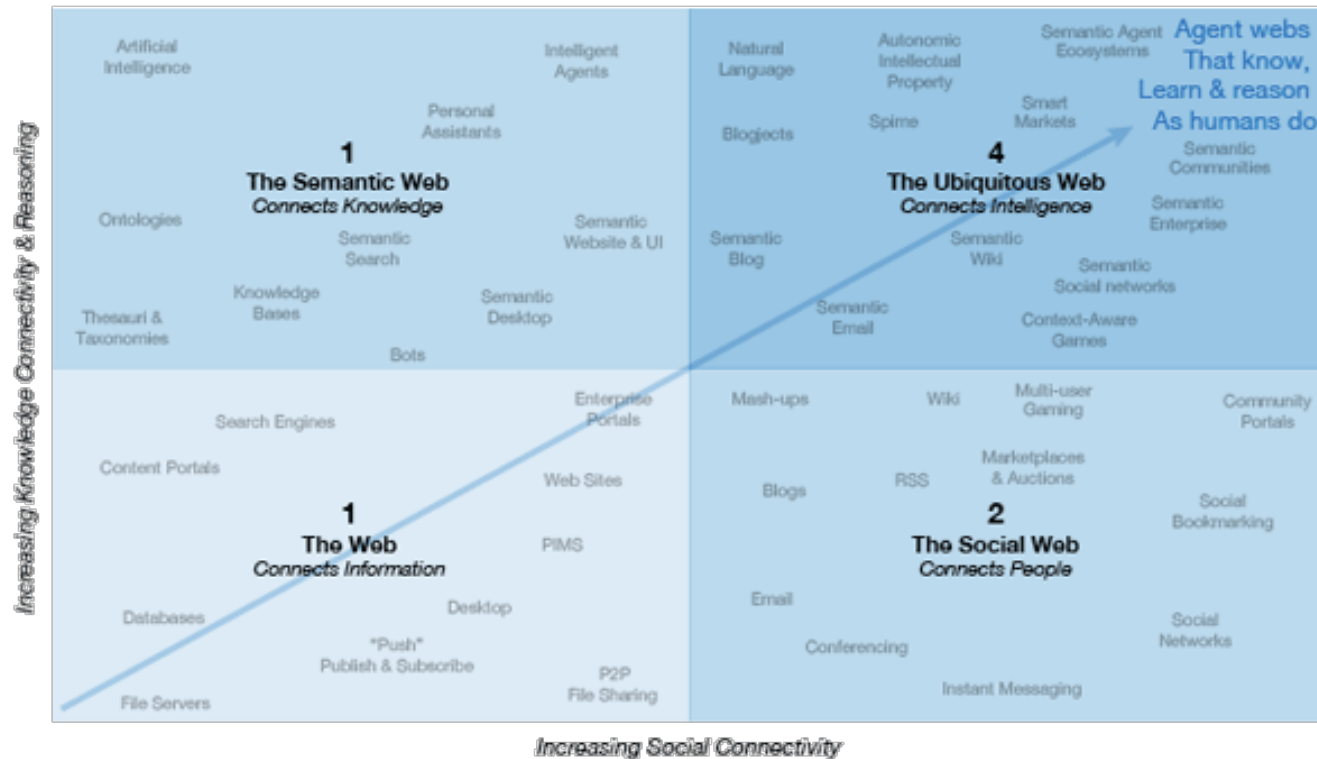 Increasing Knowledge Connectivity & Reasoning
Artificial
Intelligence
Intelligent
Agents
Personal
Assistants
1
The Semantic Web
Connects Knowledge
Ontologies
Semantic
Search
Semantic
Website & UI
Knowledge
Bases
Semantic
Desktop
Thesauri &
Taxonomies
Bots
Natural
Language
Autonomic
Intellectual
Property
Semantic Agent
Ecosystems
Agent webs
That know,
Learn & reason
As humans do
Blogjects
Spime
Smart
Markets
4
The Ubiquitous Web
Connects Intelligence
Semantic
Communities
Semantic
Enterprise
Semantic
Blog
Semantic
Wiki
Semantic
Social networks
Semantic
Email
Context-Aware
Games
Search Engines
Enterprise
Portals
Content Portals
Web Sites
1
The Web
Connects Information
PIMS
Databases
Desktop
"Push"
Publish & Subscribe
P2P
File Sharing
File Servers
Mash-ups
Wiki
Multi-user
Gaming
Community
Portals
Blogs
RSS
Marketplaces
& Auctions
Social
Bookmarking
2
The Social Web
Connects People
Email
Conferencing
Social
Networks
Instant Messaging
Increasing Social Connectivity